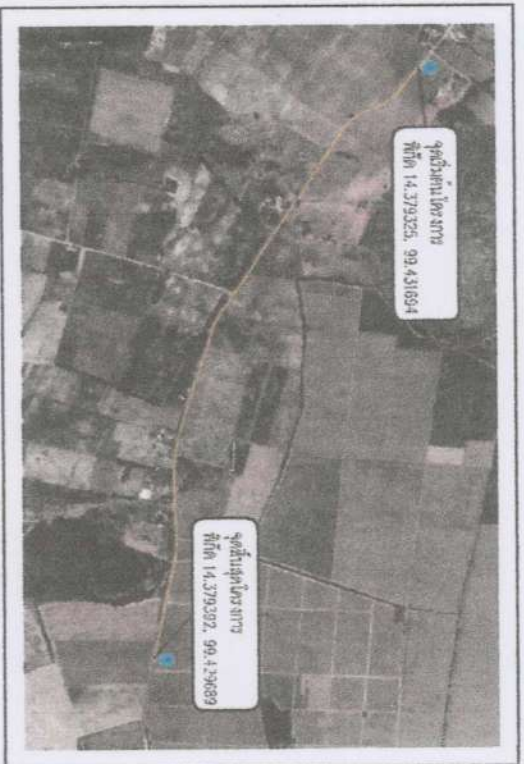 จุดเริ่มต้นโครงการ
พิกัด 14.379325, 99.431694
จุดสิ้นสุดโครงการ
พิกัด 14.379392, 99.429689